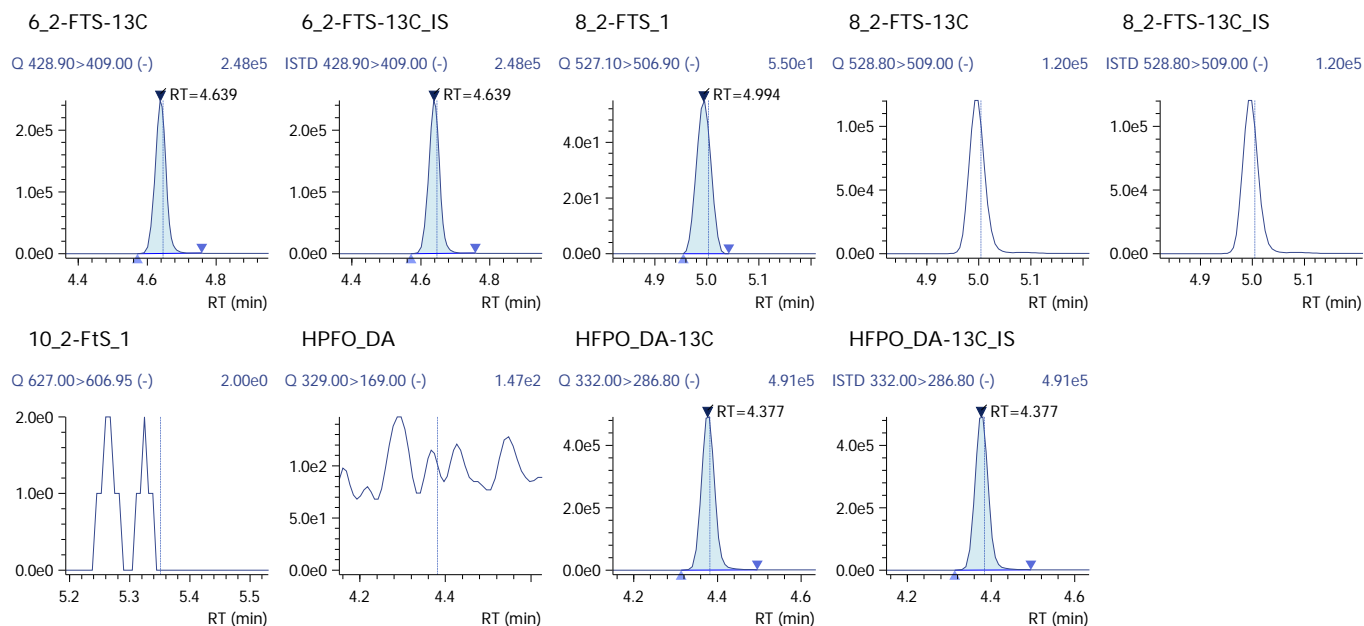 6_2-FTS-13C
6_2-FTS-13C_IS
8_2-FTS_1
8_2-FTS-13C
8_2-FTS-13C_IS
Q 428.90>409.00 (-) 2.48e5
ISTD 428.90>409.00 (-) 2.48e5
Q 527.10>506.90 (-) 5.50e1
Q 528.80>509.00 (-) 1.20e5
ISTD 528.80>509.00 (-) 1.20e5
RT=4.639
RT=4.639
RT=4.994
2.0e5
1.0e5
0.0e0
2.0e5
1.0e5
0.0e0
4.0e1
2.0e1
0.0e0
1.0e5
5.0e4
0.0e0
1.0e5
5.0e4
0.0e0
4.4 4.6 4.8
4.4 4.6 4.8
4.9 5.0 5.1
4.9 5.0 5.1
4.9 5.0 5.1
RT (min)
RT (min)
RT (min)
RT (min)
RT (min)
10_2-FtS_1
HPFO_DA
HFPO_DA-13C
HFPO_DA-13C_IS
Q 627.00>606.95 (-) 2.00e0
Q 329.00>169.00 (-) 1.47e2
Q 332.00>286.80 (-) 4.91e5
ISTD 332.00>286.80 (-) 4.91e5
RT=4.377
RT=4.377
2.0e0
1.0e0
0.0e0
1.0e2
5.0e1
0.0e0
4.0e5
2.0e5
0.0e0
4.0e5
2.0e5
0.0e0
5.2 5.3 5.4 5.5
4.2 4.4
4.2 4.4 4.6
4.2 4.4 4.6
RT (min)
RT (min)
RT (min)
RT (min)